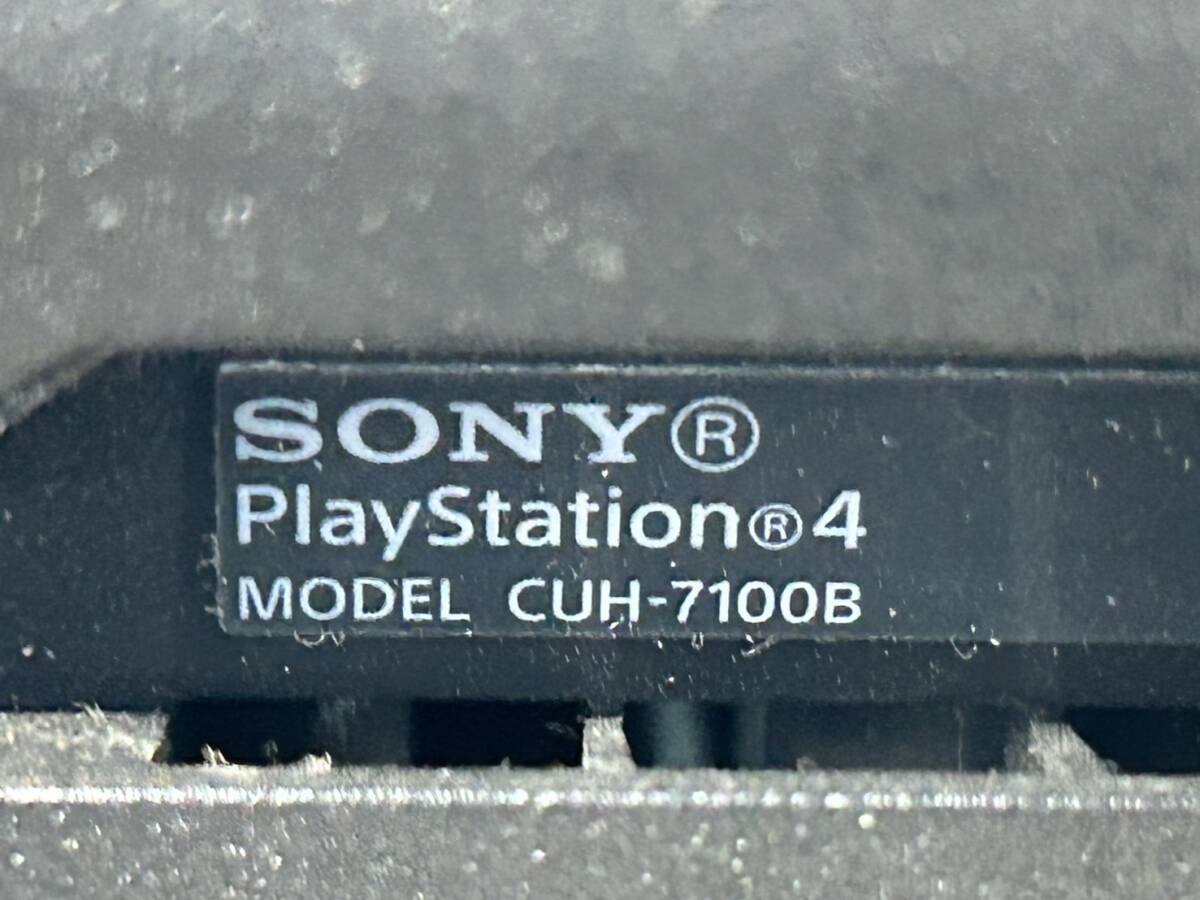 SONY®
PlayStation®4
MODEL CUH-7100B